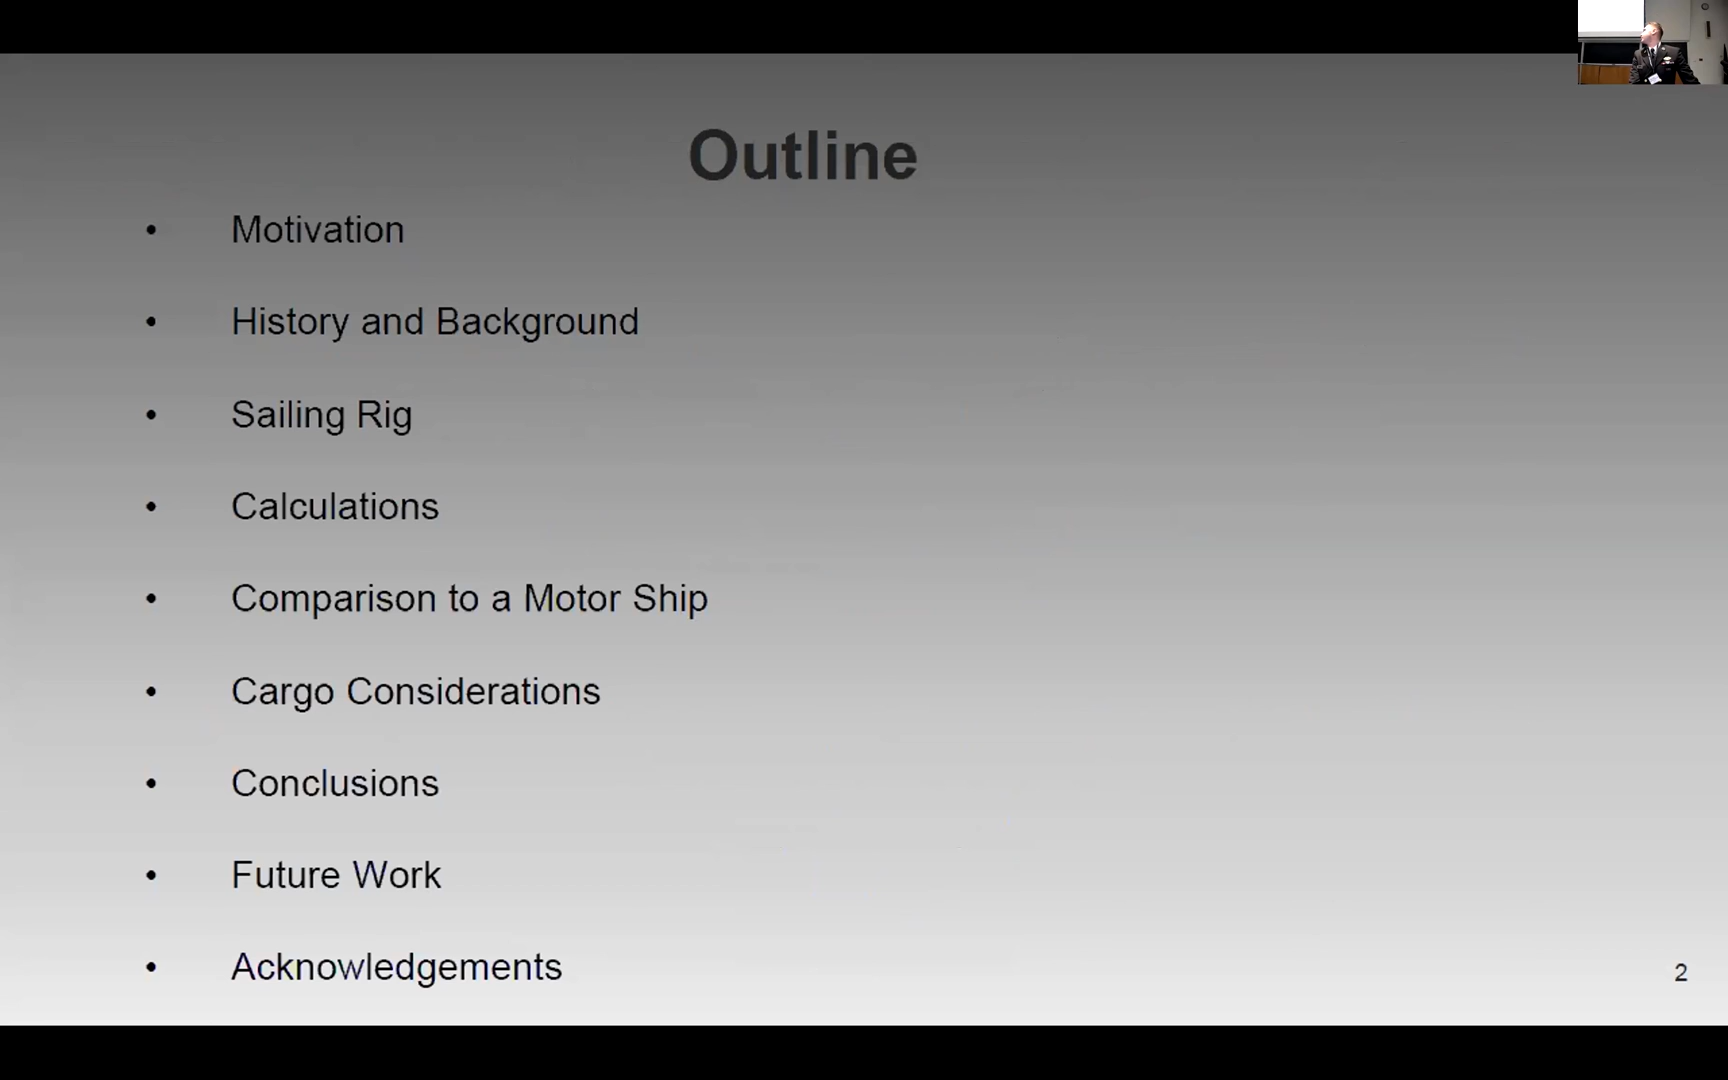 Outline
• Motivation
• History and Background
• Sailing Rig
• Calculations
• Comparison to a Motor Ship
• Cargo Considerations
• Conclusions
• Future Work
• Acknowledgements
2